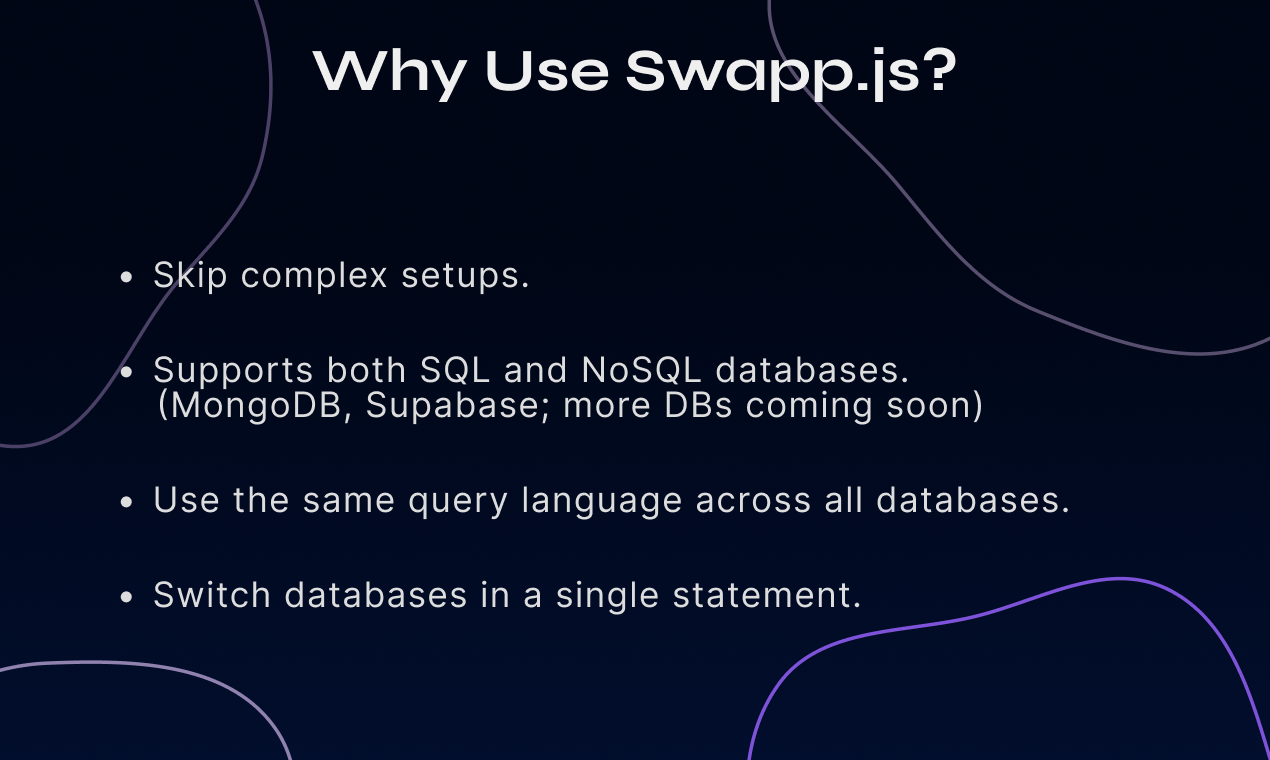 Why Use Swapp.js?
• Skip complex setups.
• Supports both SQL and NoSQL databases.
(MongoDB, Supabase; more DBs coming soon)
• Use the same query language across all databases.
• Switch databases in a single statement.